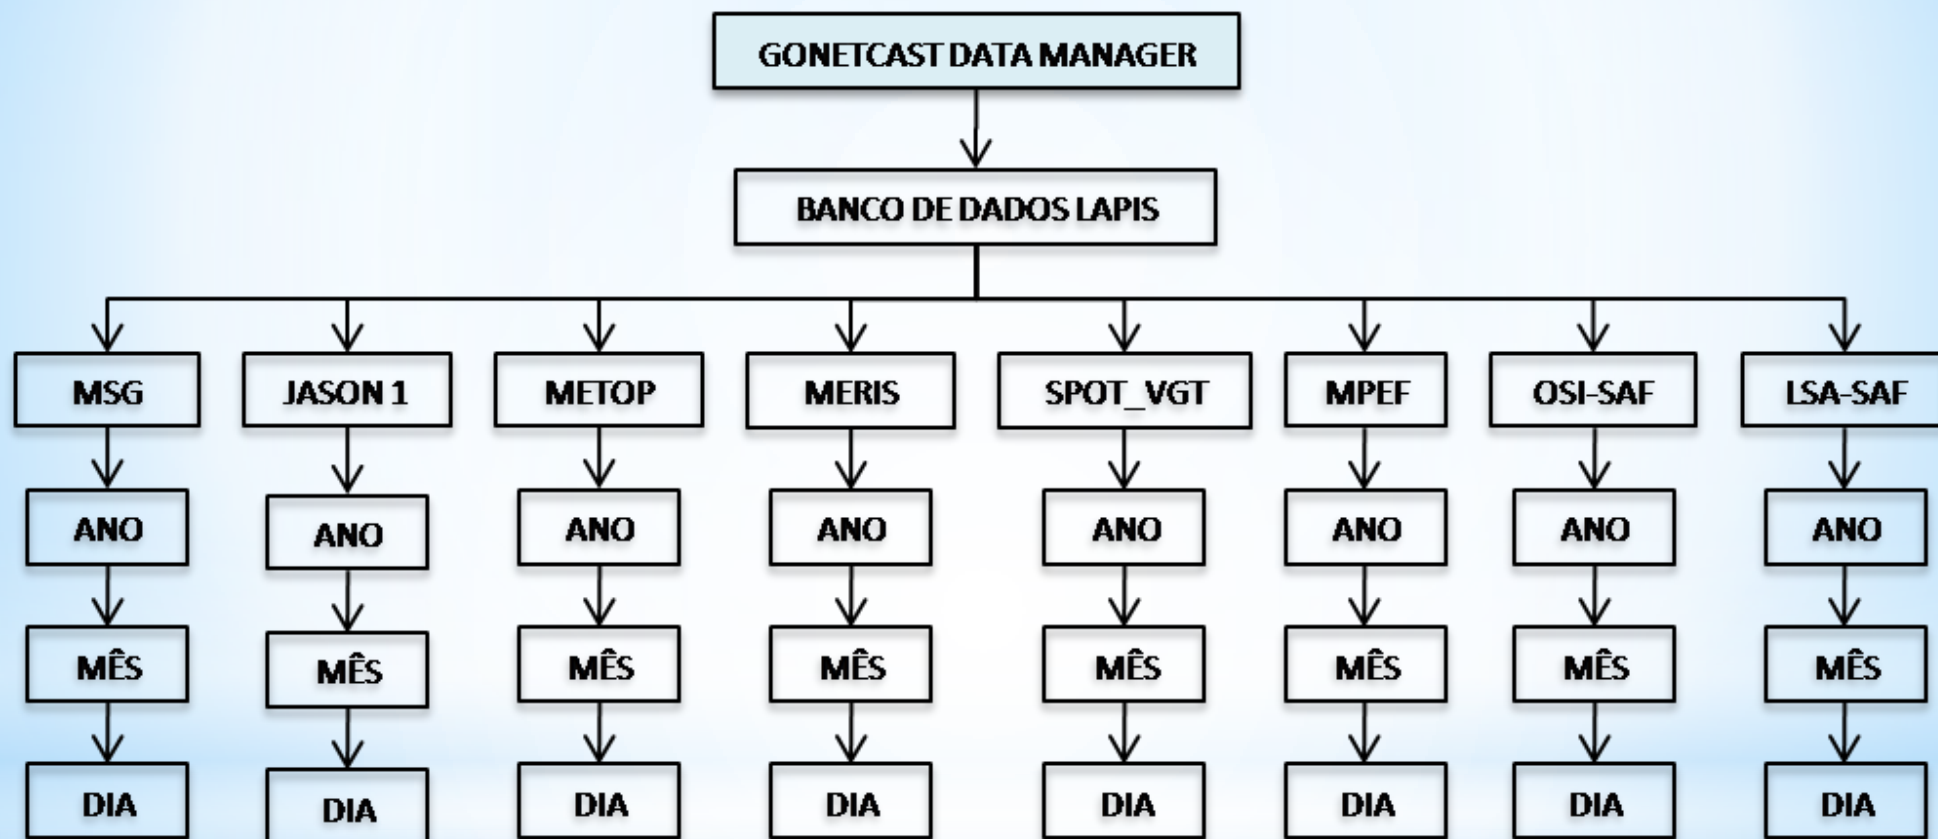 GONETCAST DATA MANAGER
BANCO DE DADOS LAPIS
MSG
JASON 1
METOP
MERIS
SPOT_VGT
MPEF
OSI-SAF
LSA-SAF
ANO
ANO
ANO
ANO
ANO
ANO
ANO
ANO
MÊS
MÊS
MÊS
MÊS
MÊS
MÊS
MÊS
MÊS
DIA
DIA
DIA
DIA
DIA
DIA
DIA
DIA